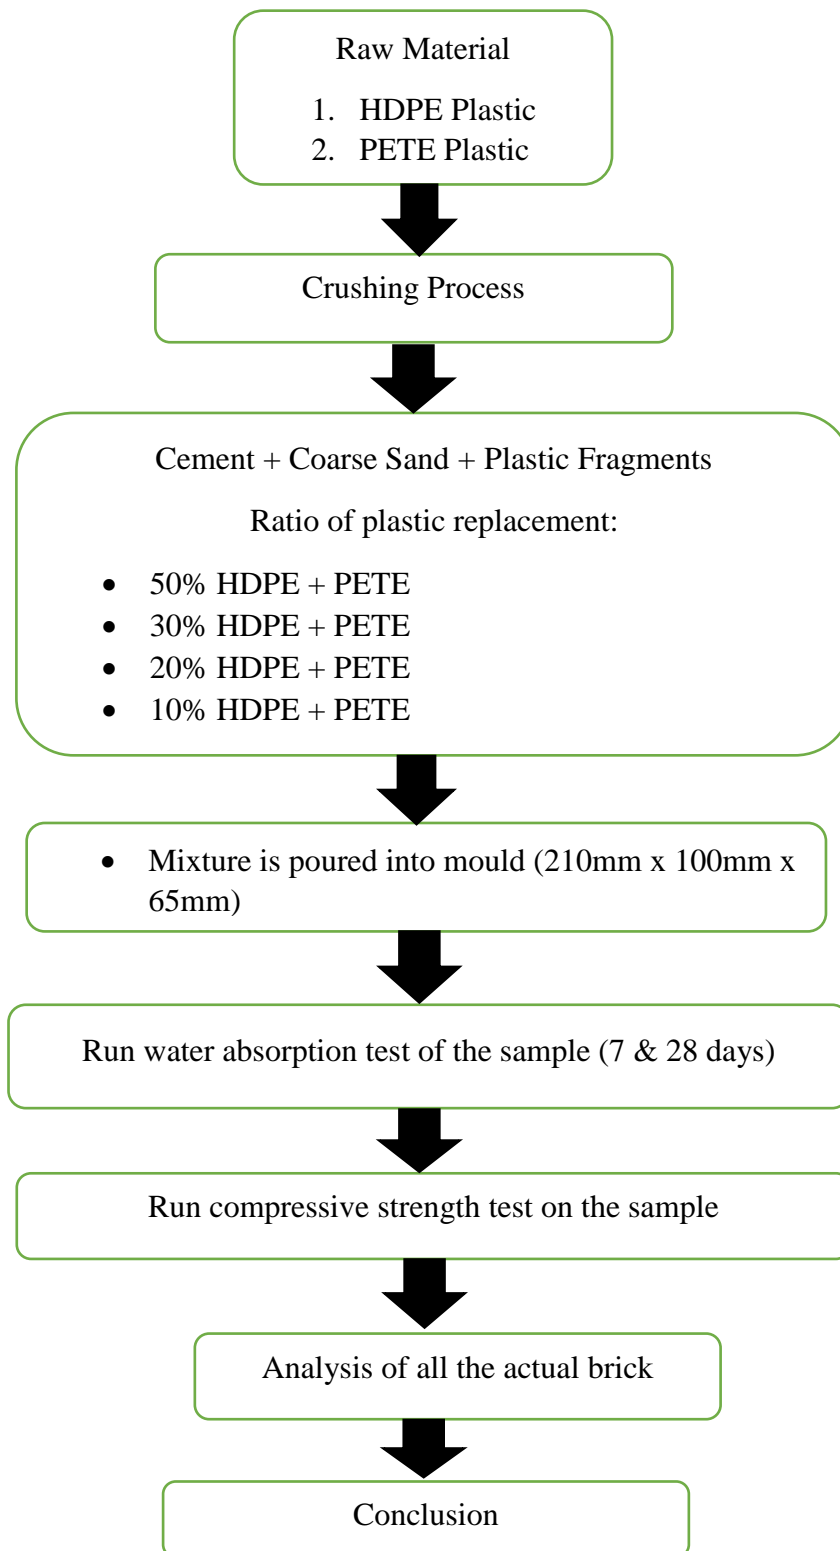 Raw Material
1. HDPE Plastic
2. PETE Plastic
Crushing Process
Cement + Coarse Sand + Plastic Fragments
Ratio of plastic replacement:
• 50% HDPE + PETE
• 30% HDPE + PETE
• 20% HDPE + PETE
• 10% HDPE + PETE
• Mixture is poured into mould (210mm x 100mm x
65mm)
Run water absorption test of the sample (7 & 28 days)
Run compressive strength test on the sample
Analysis of all the actual brick
Conclusion